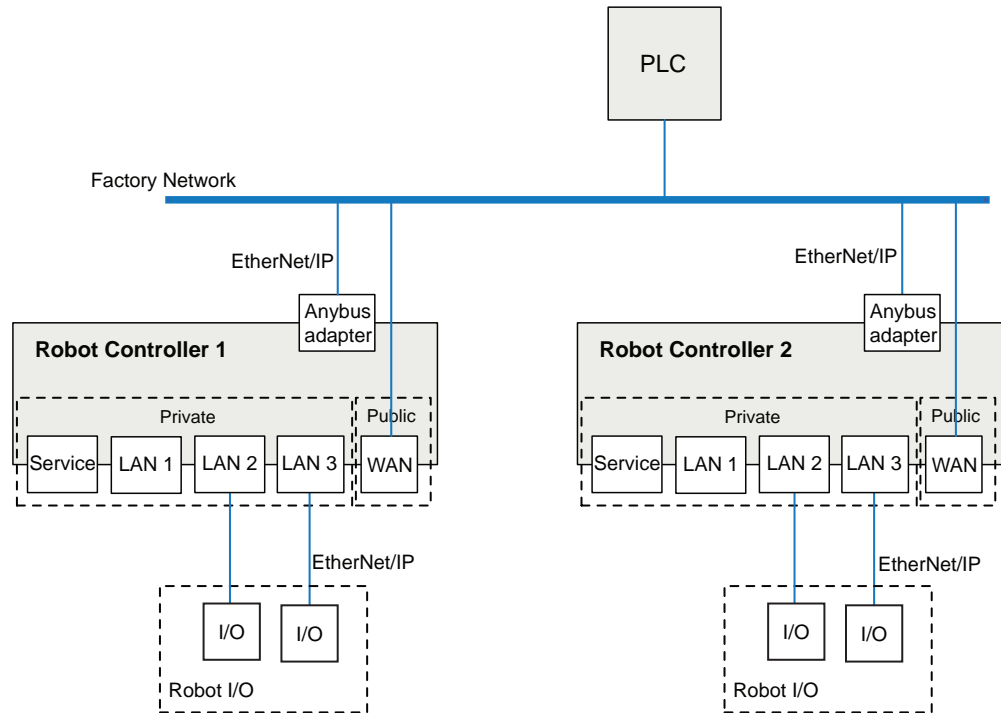 PLC
Factory Network
EtherNet/IP
EtherNet/IP
Anybus
adapter
Anybus
adapter
Robot Controller 1
Robot Controller 2
Private
Public
Private
Public
Service
LAN 1
LAN 2
LAN 3
WAN
Service
LAN 1
LAN 2
LAN 3
WAN
EtherNet/IP
EtherNet/IP
I/O
I/O
I/O
I/O
Robot I/O
Robot I/O